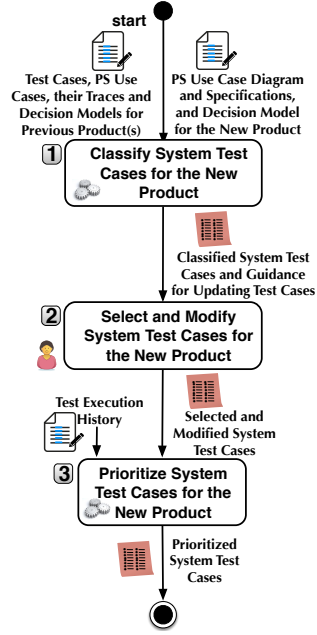 start
Test Cases, PS Use
Cases, their Traces and
Decision Models for
Previous Product(s)
PS Use Case Diagram
and Specifications,
and Decision Model
for the New Product
1
Classify System Test
Cases for the New
Product
Classified System Test
Cases and Guidance
for Updating Test Cases
2
Select and Modify
System Test Cases for
the New Product
Test Execution
History
Selected and
Modified System
Test Cases
3
Prioritize System
Test Cases for the
New Product
Prioritized
System Test
Cases